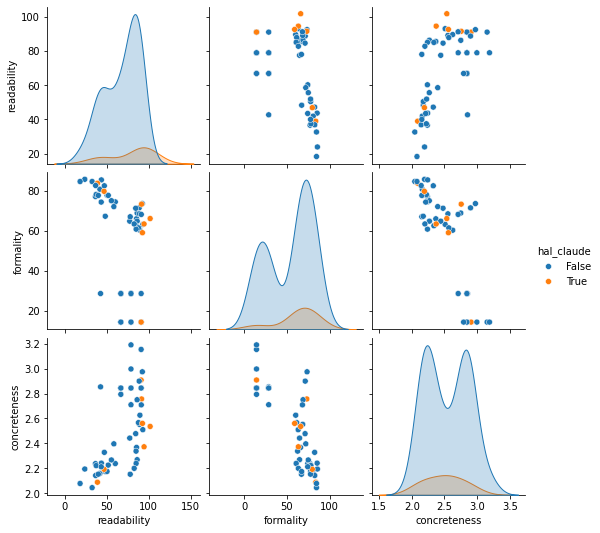 100
80
60
40
20
readability
80
60
40
20
formality
hal_claude
False
True
3.2
3.0
2.8
2.6
2.4
2.2
2.0
concreteness
0 50 100 150
0 50 100
1.5 2.0 2.5 3.0 3.5
readability formality concreteness